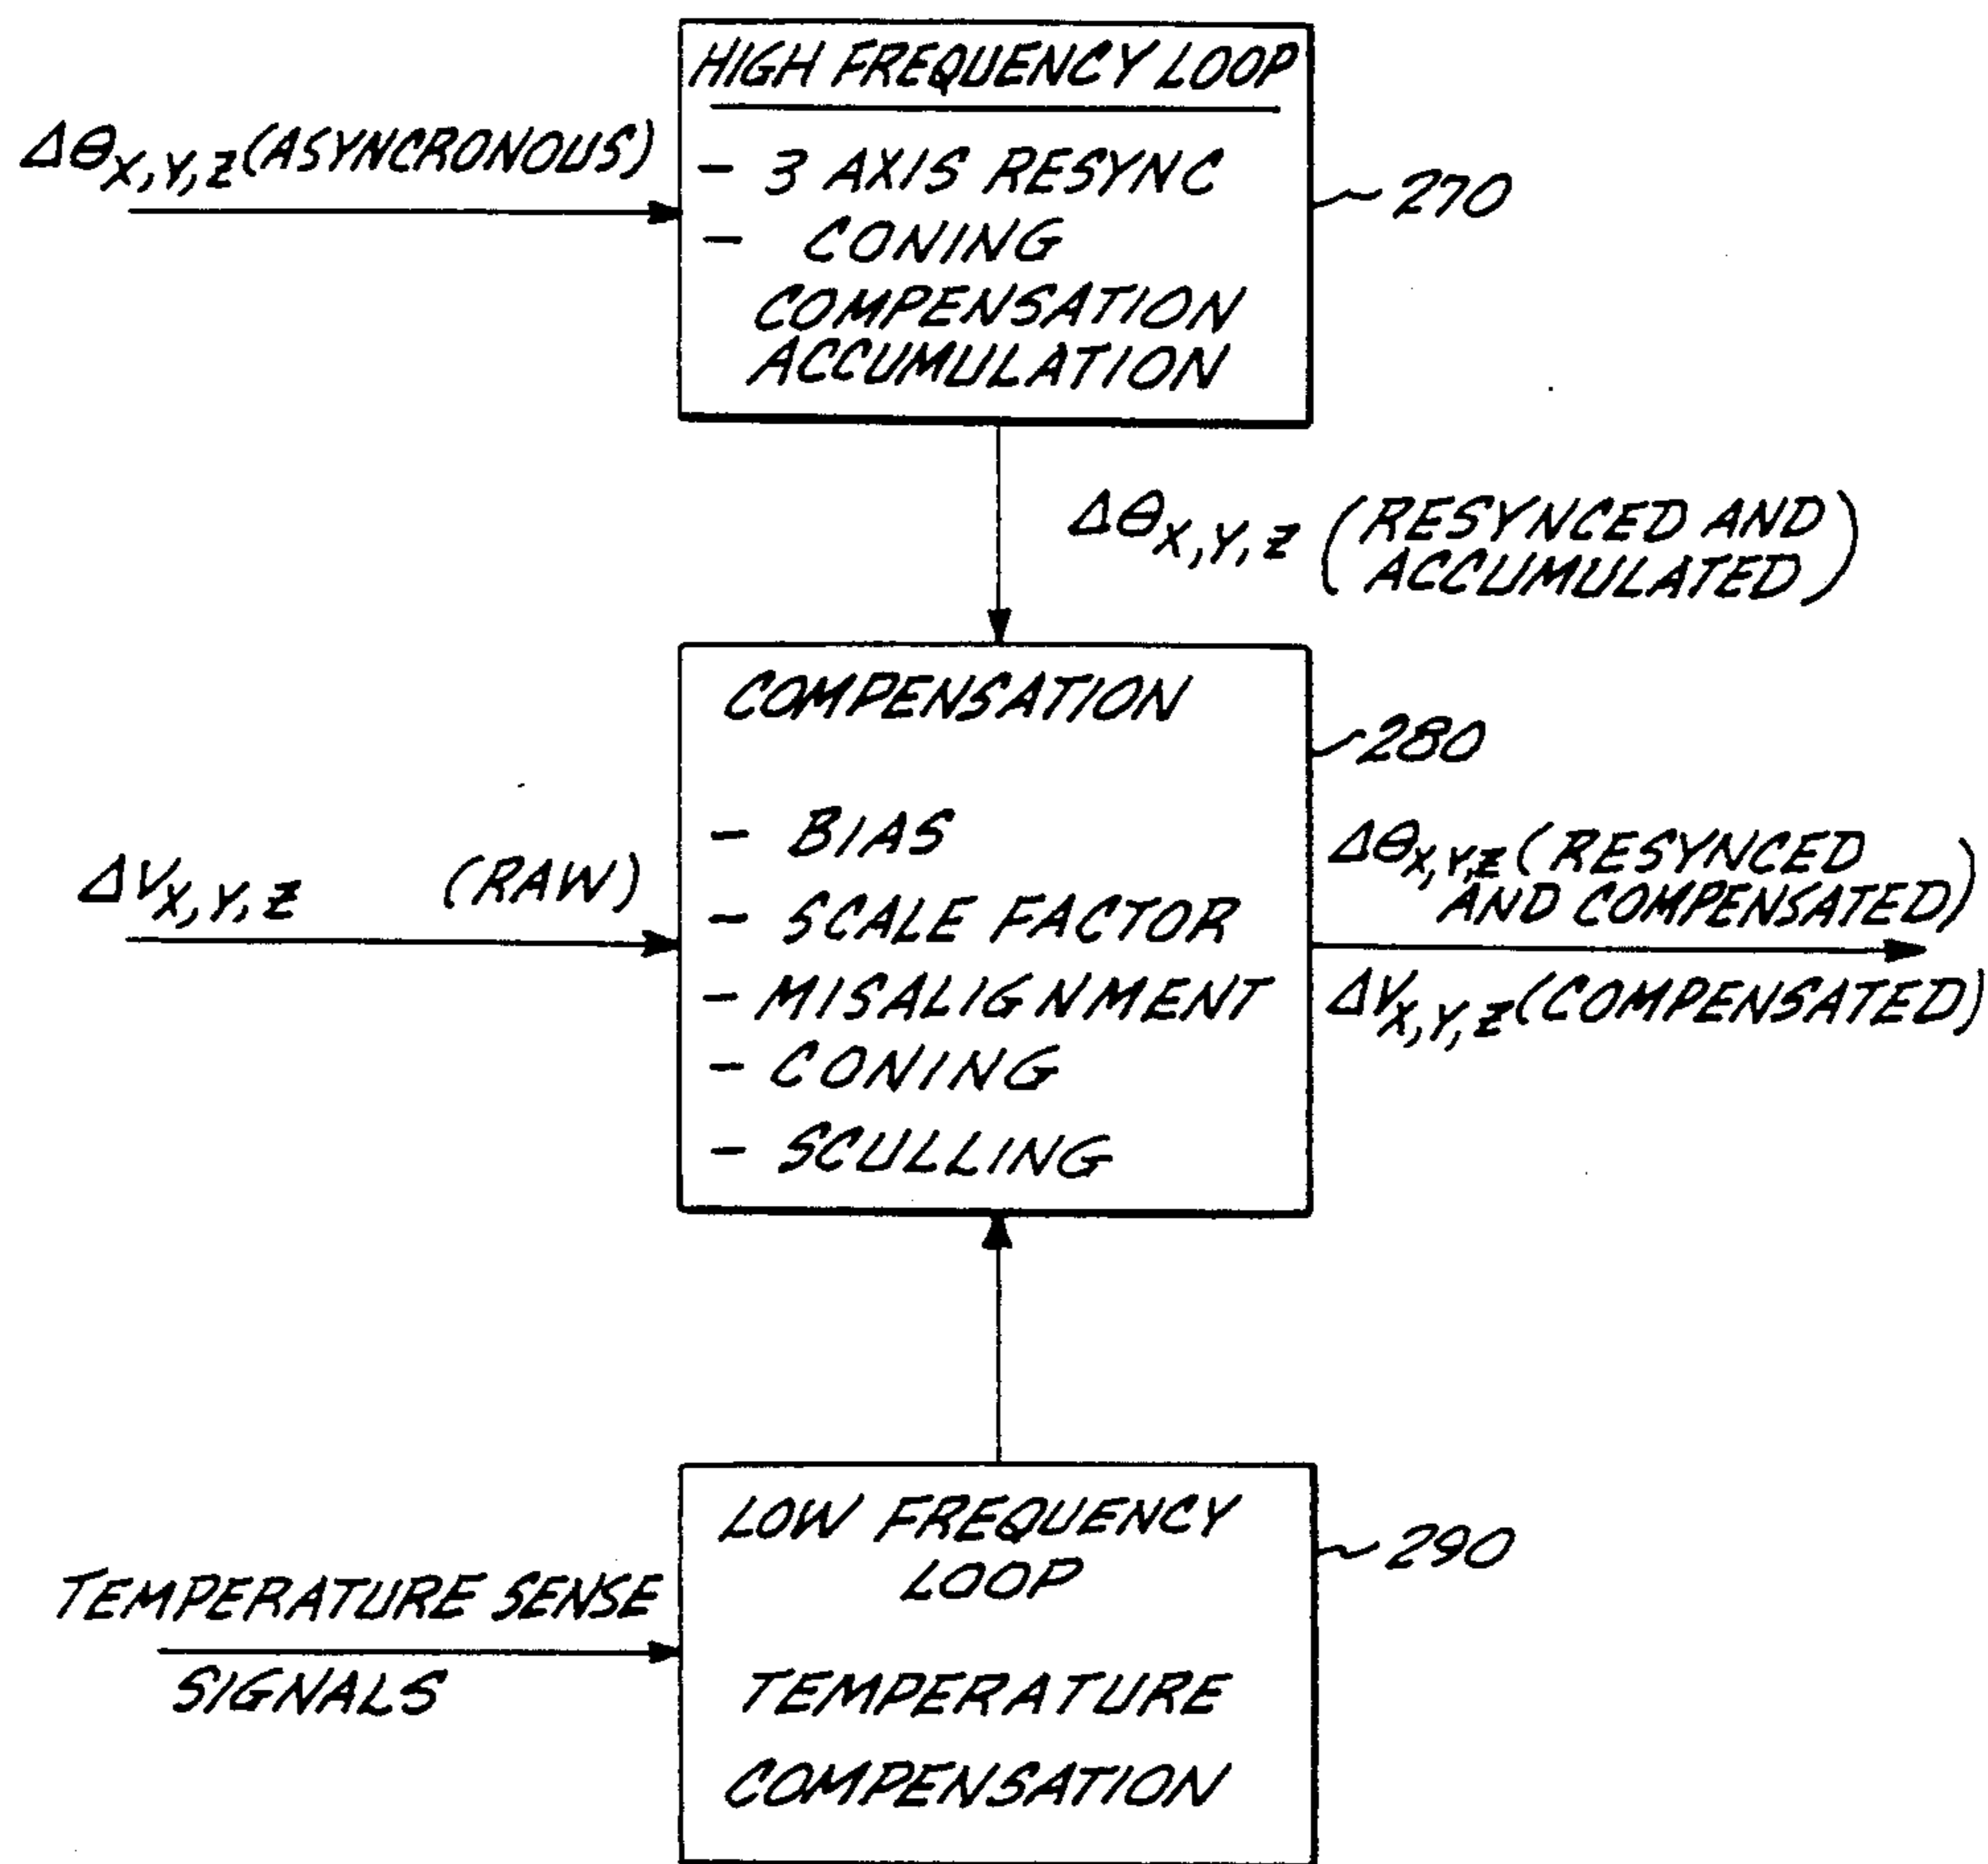 HIGH FREQUENCY LOOP
- 3 AXIS RESYNC
- CONING
COMPENSATION
ACCUMULATION
270
ΔθX,Y,Z (ASYNCRONOUS)
ΔθX,Y,Z (RESYNCED AND
ACCUMULATED)
COMPENSATION
- BIAS
- SCALE FACTOR
- MISALIGNMENT
- CONING
- SCULLING
280
ΔVX,Y,Z (RAW)
ΔθX,Y,Z (RESYNCED
AND COMPENSATED)
ΔVX,Y,Z (COMPENSATED)
LOW FREQUENCY
LOOP
TEMPERATURE
COMPENSATION
290
TEMPERATURE SENSE
SIGNALS